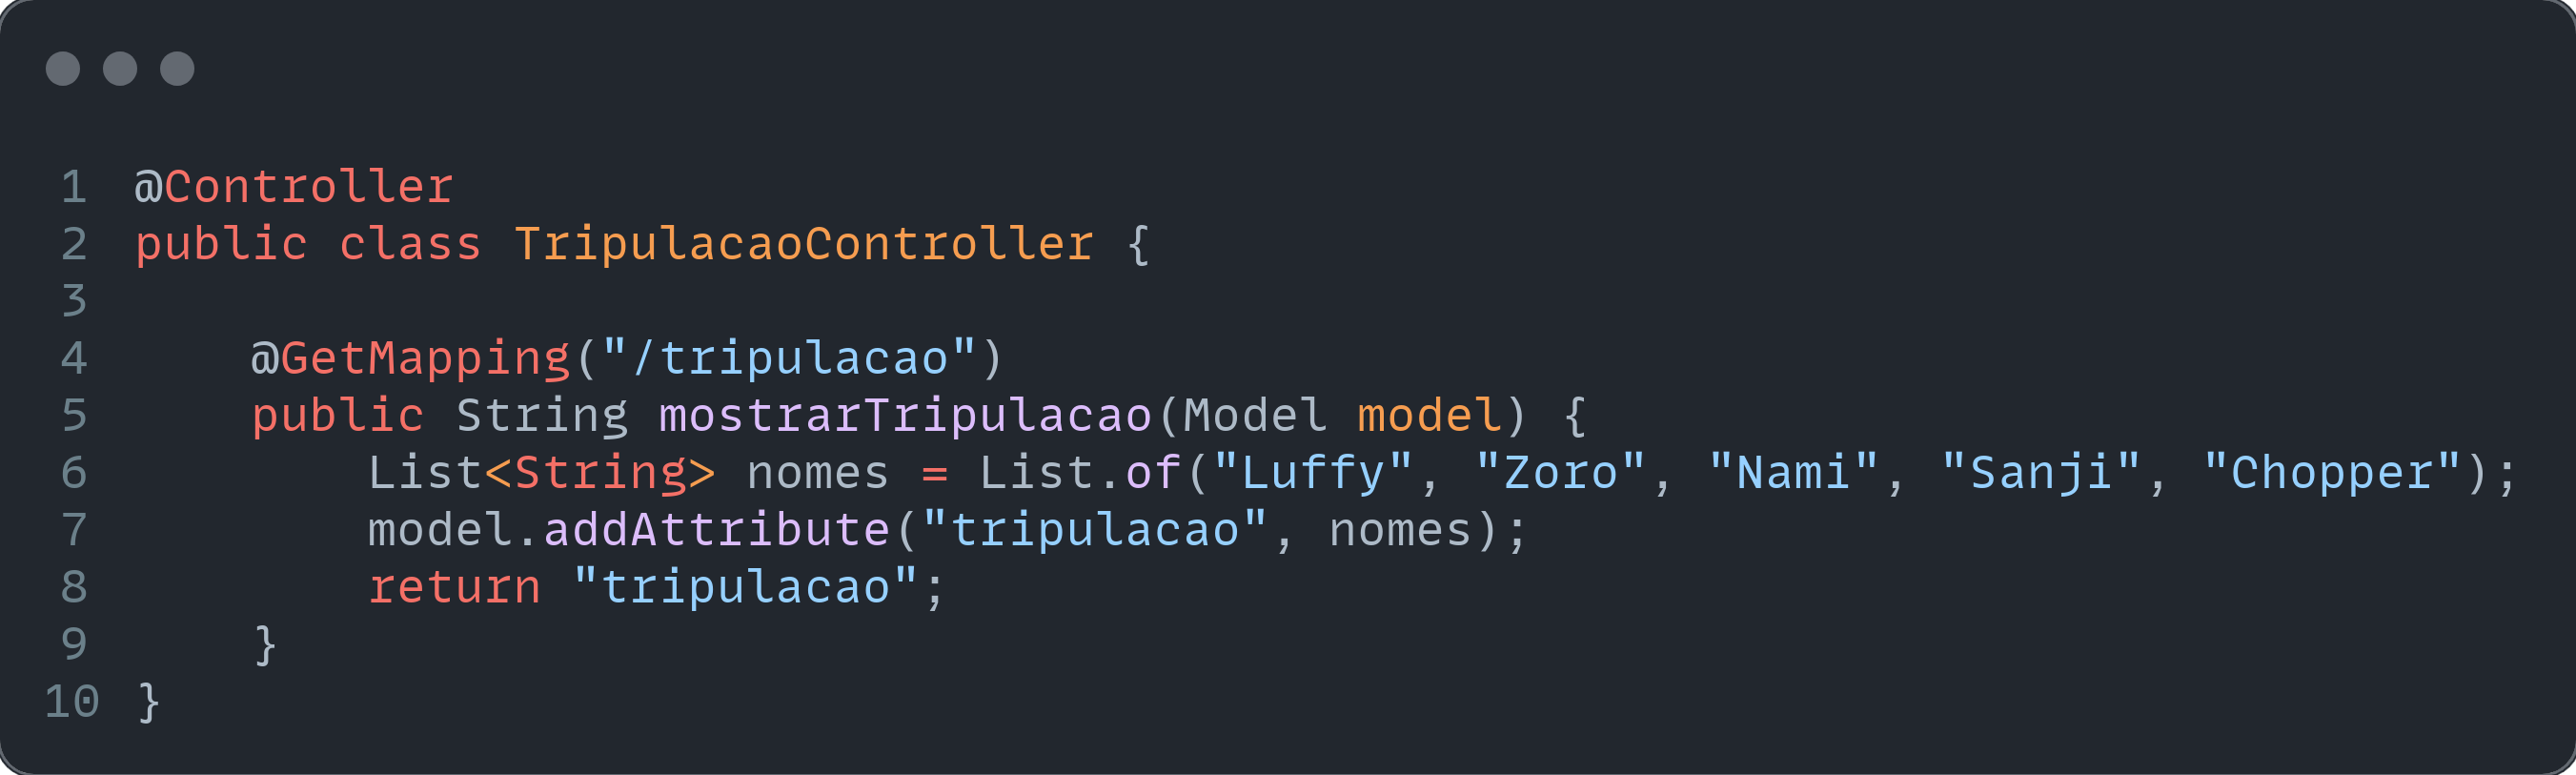 1 @Controller
2 public class TripulacaoController {
3
4     @GetMapping("/tripulacao")
5     public String mostrarTripulacao(Model model) {
6         List<String> nomes = List.of("Luffy", "Zoro", "Nami", "Sanji", "Chopper");
7         model.addAttribute("tripulacao", nomes);
8         return "tripulacao";
9     }
10 }